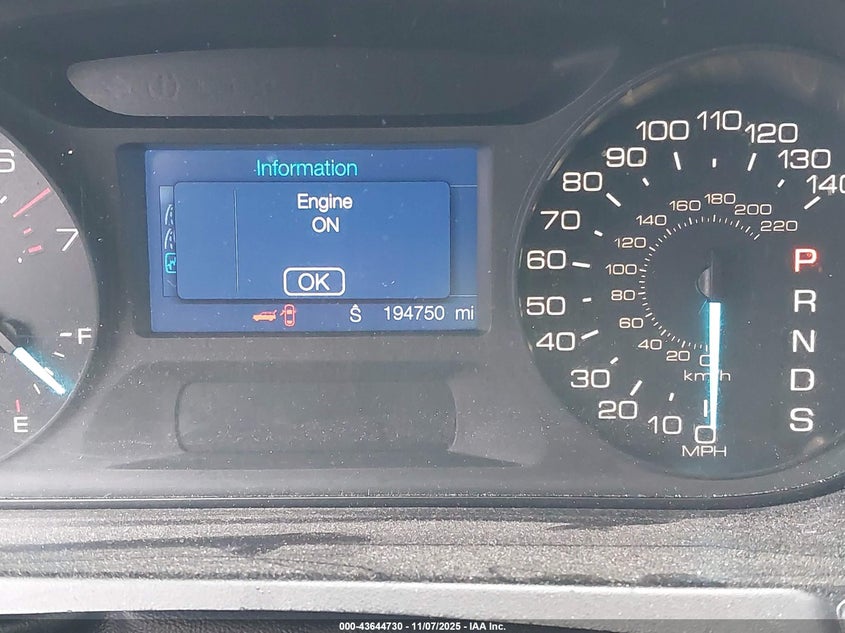 Information
Engine
ON
OK
Ŝ 194750 mi
6
7
F
E
0
10
20
30
40
50
60
70
80
90
100
110
120
130
140
0
20
40
60
80
100
120
140
160
180
200
220
km/h
MPH
P
R
N
D
S
000-43644730 - 11/07/2025 - IAA Inc.